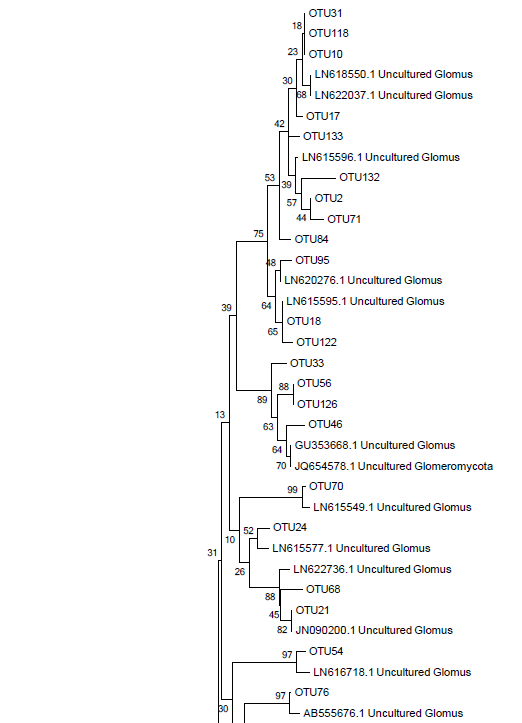 OTU31
18
OTU118
23
OTU10
LN618550.1 Uncultured Glomus
30
68
LN622037.1 Uncultured Glomus
OTU17
42
OTU133
LN615596.1 Uncultured Glomus
53
39
OTU132
57
OTU2
44
OTU71
75
OTU84
48
OTU95
LN620276.1 Uncultured Glomus
64
LN615595.1 Uncultured Glomus
39
OTU18
65
OTU122
OTU33
88
OTU56
89
OTU126
13
63
OTU46
64
GU353668.1 Uncultured Glomus
70
JQ654578.1 Uncultured Glomeromycota
99
OTU70
LN615549.1 Uncultured Glomus
52
OTU24
10
LN615577.1 Uncultured Glomus
31
26
LN622736.1 Uncultured Glomus
88
OTU68
45
OTU21
82
JN090200.1 Uncultured Glomus
97
OTU54
LN616718.1 Uncultured Glomus
97
OTU76
30
AB555676.1 Uncultured Glomus